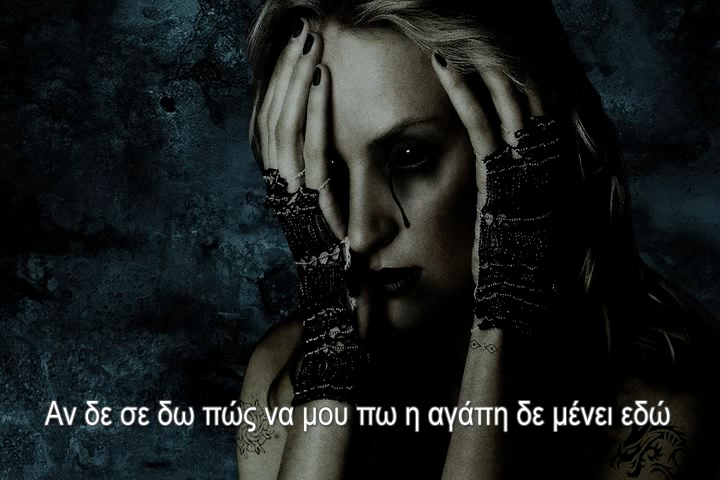 Αν δε σε δω πώς να μου πω η αγάπη δε μένει εδώ